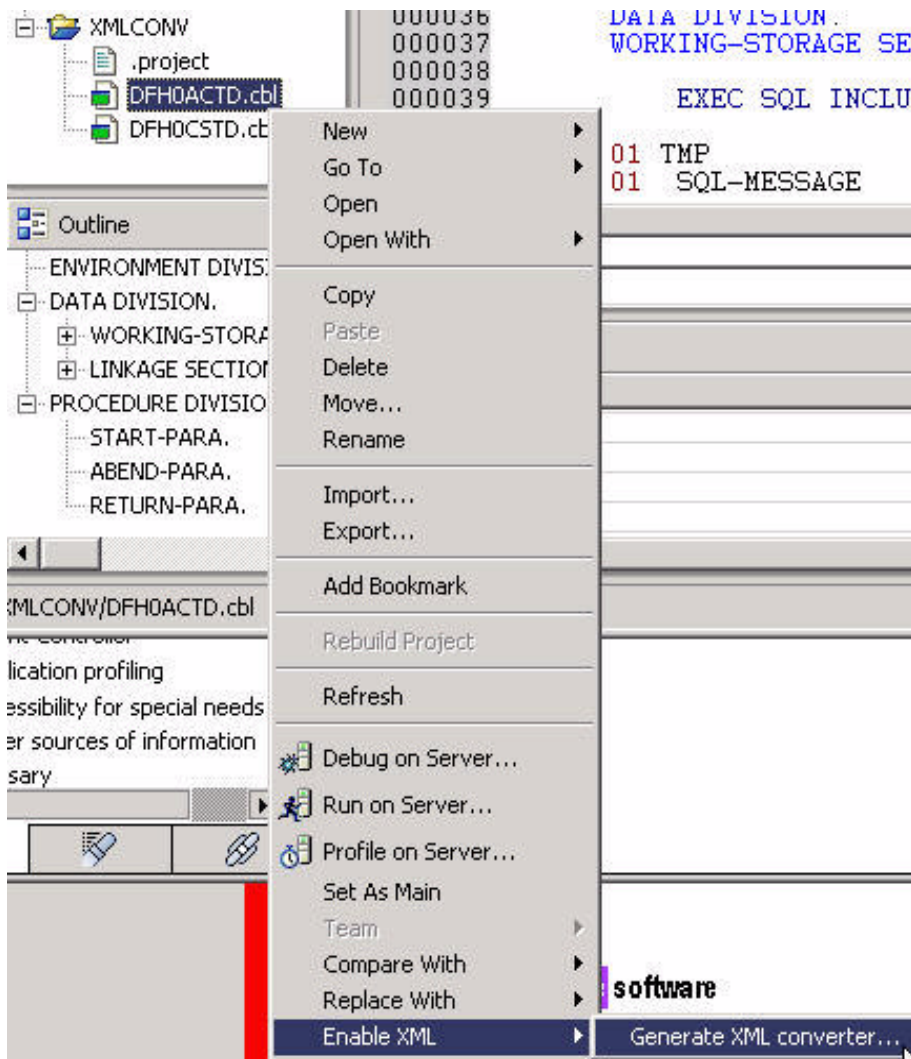 XMLCONV
.project
DFH0ACTD.cbl
DFH0CSTD.cb
000036
000037
000038
000039
DATA DIVISION.
WORKING-STORAGE SE
EXEC SQL INCLU
01 TMP
01 SQL-MESSAGE
Outline
ENVIRONMENT DIVIS
DATA DIVISION.
WORKING-STORA
LINKAGE SECTION
PROCEDURE DIVISIO
START-PARA.
ABEND-PARA.
RETURN-PARA.
XMLCONV/DFH0ACTD.cbl
lication profiling
essibility for special needs
er sources of information
sary
New
Go To
Open
Open With
Copy
Paste
Delete
Move...
Rename
Import...
Export...
Add Bookmark
Rebuild Project
Refresh
Debug on Server...
Run on Server...
Profile on Server...
Set As Main
Team
Compare With
Replace With
Enable XML
Generate XML converter...
software